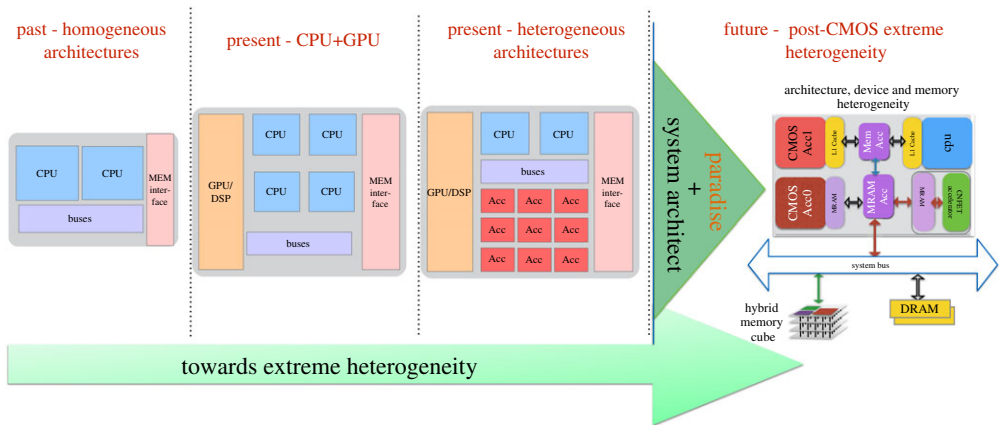 past - homogeneous
architectures
present - CPU+GPU
present - heterogeneous
architectures
future - post-CMOS extreme
heterogeneity
CPU
CPU
buses
MEM
inter-
face
GPU/
DSP
CPU
CPU
CPU
CPU
buses
MEM
inter-
face
GPU/DSP
CPU
CPU
buses
Acc
Acc
Acc
Acc
Acc
Acc
Acc
Acc
Acc
MEM
inter-
face
system architect
+
paradise
architecture, device and memory
heterogeneity
CMOS
Acc1
L1 Cache
Mem
Acc
L1 Cache
cpu
CMOS
Acc0
MRAM
MRAM
Acc
MRAM
CNFET
accelerator
system bus
hybrid
memory
cube
DRAM
towards extreme heterogeneity